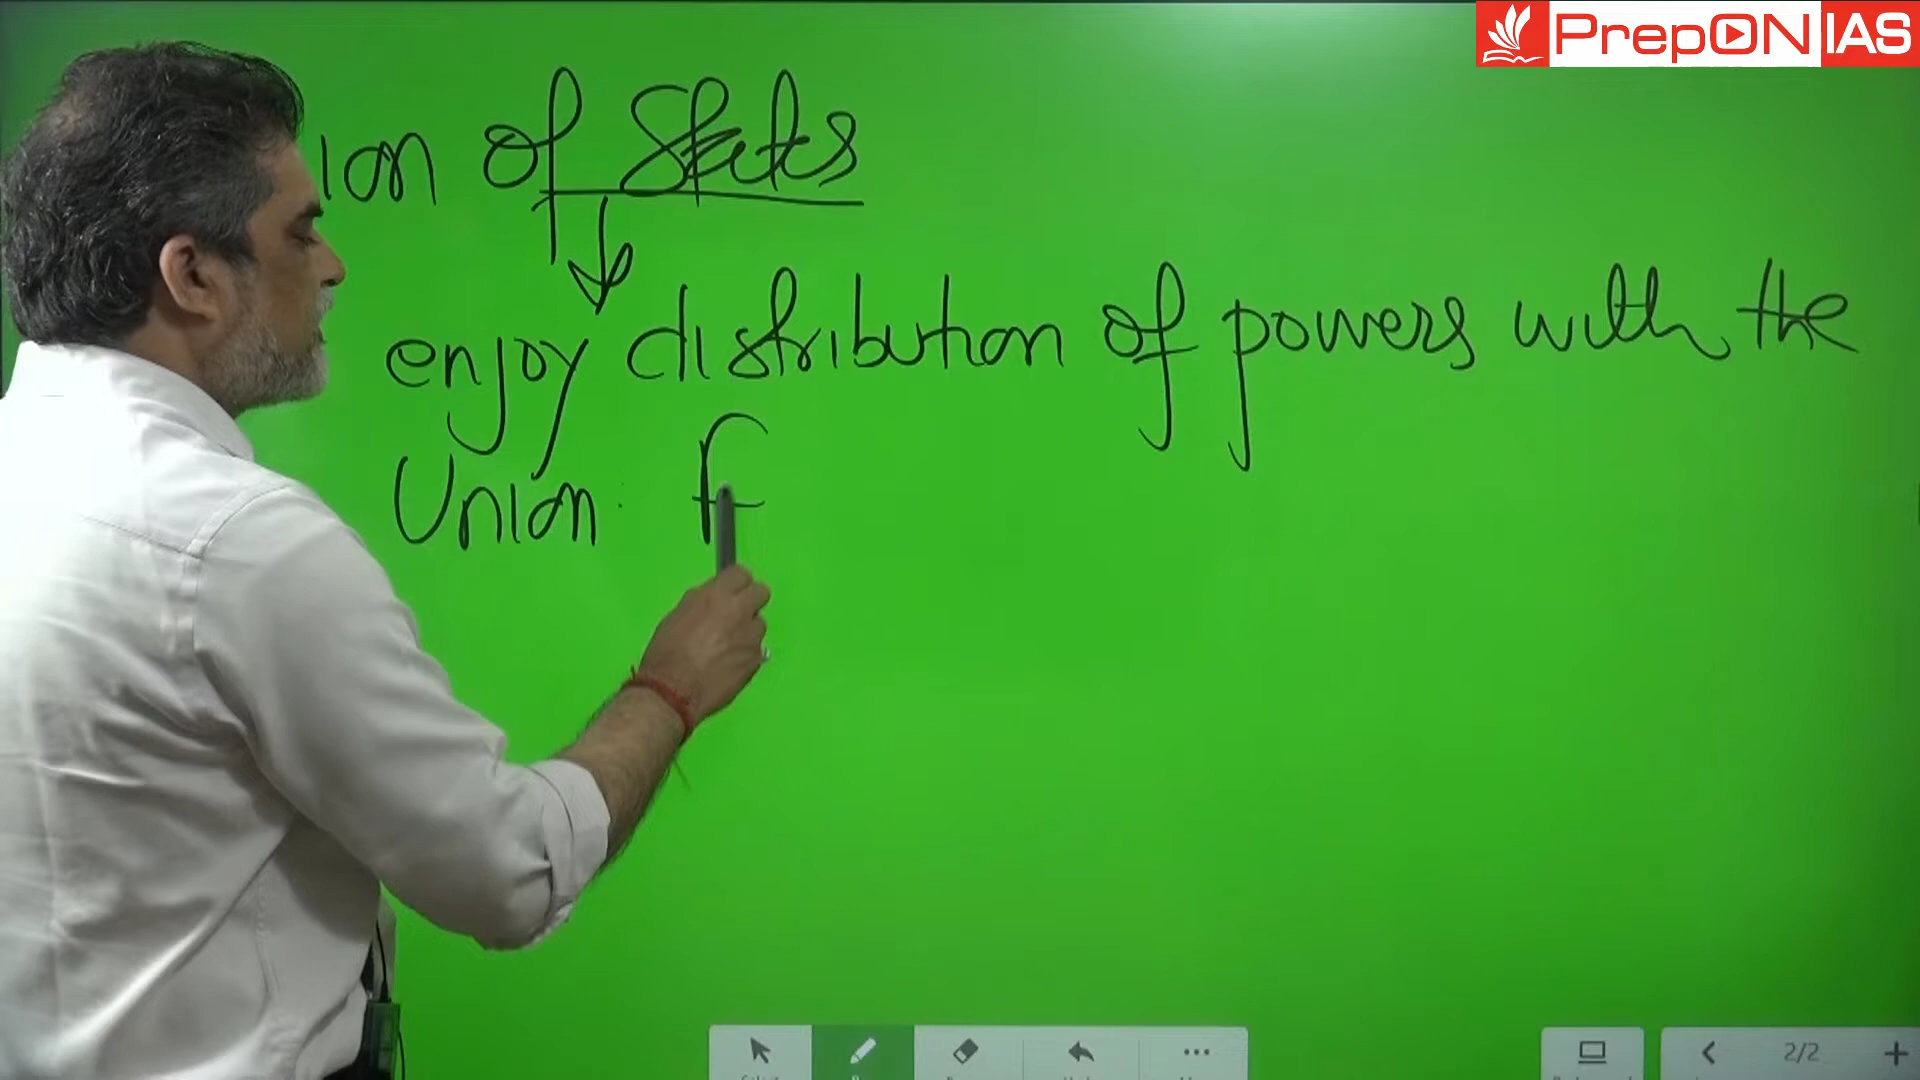 PrepON IAS
ion of States
enjoy distribution of powers with the
Union. f
2/2